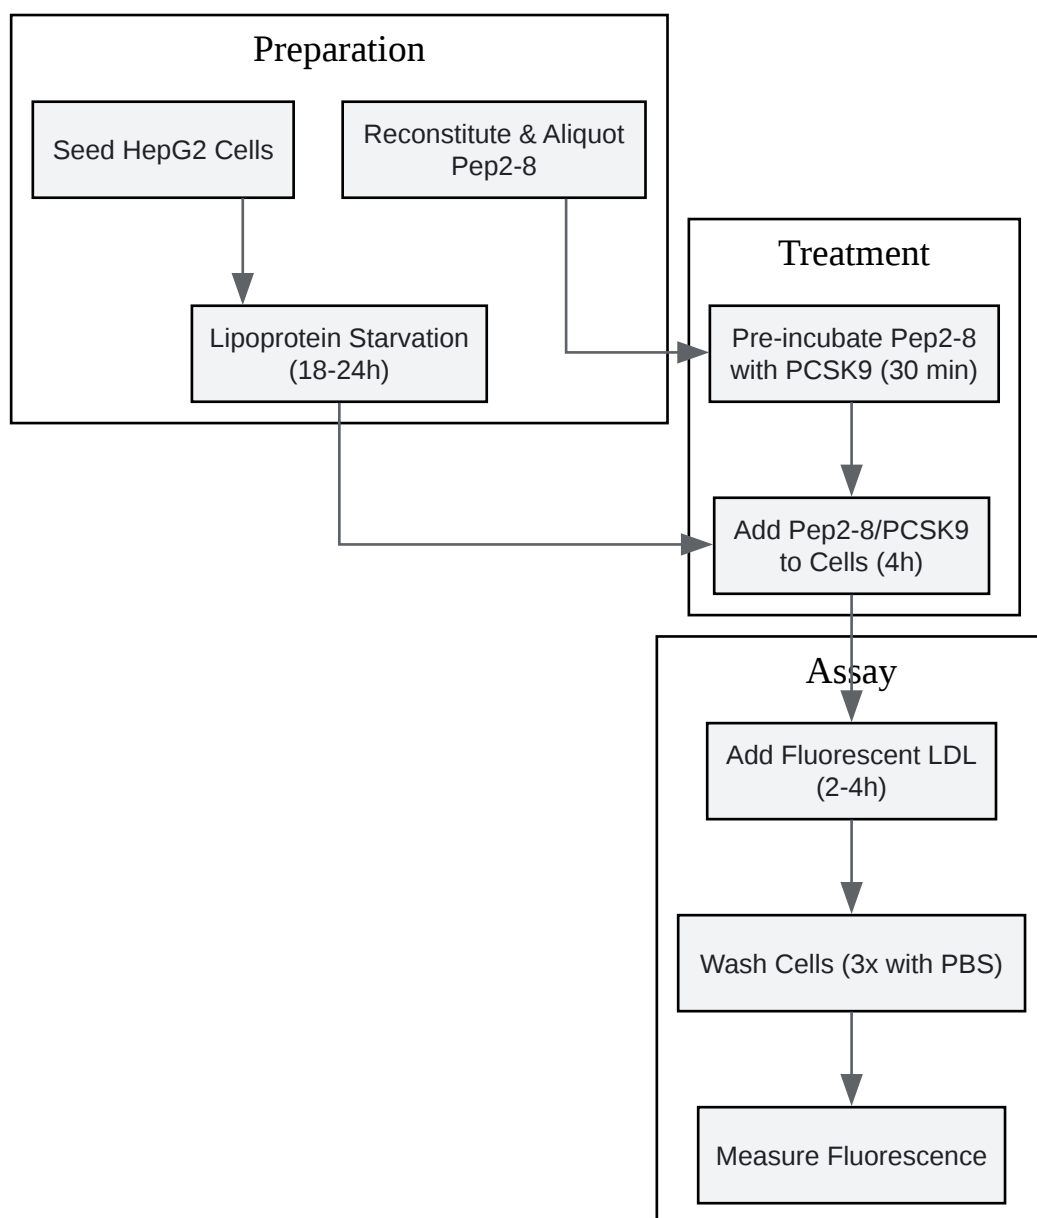 Preparation
Seed HepG2 Cells
Reconstitute & Aliquot
Pep2-8
Lipoprotein Starvation
(18-24h)
Treatment
Pre-incubate Pep2-8
with PCSK9 (30 min)
Add Pep2-8/PCSK9
to Cells (4h)
Assay
Add Fluorescent LDL
(2-4h)
Wash Cells (3x with PBS)
Measure Fluorescence